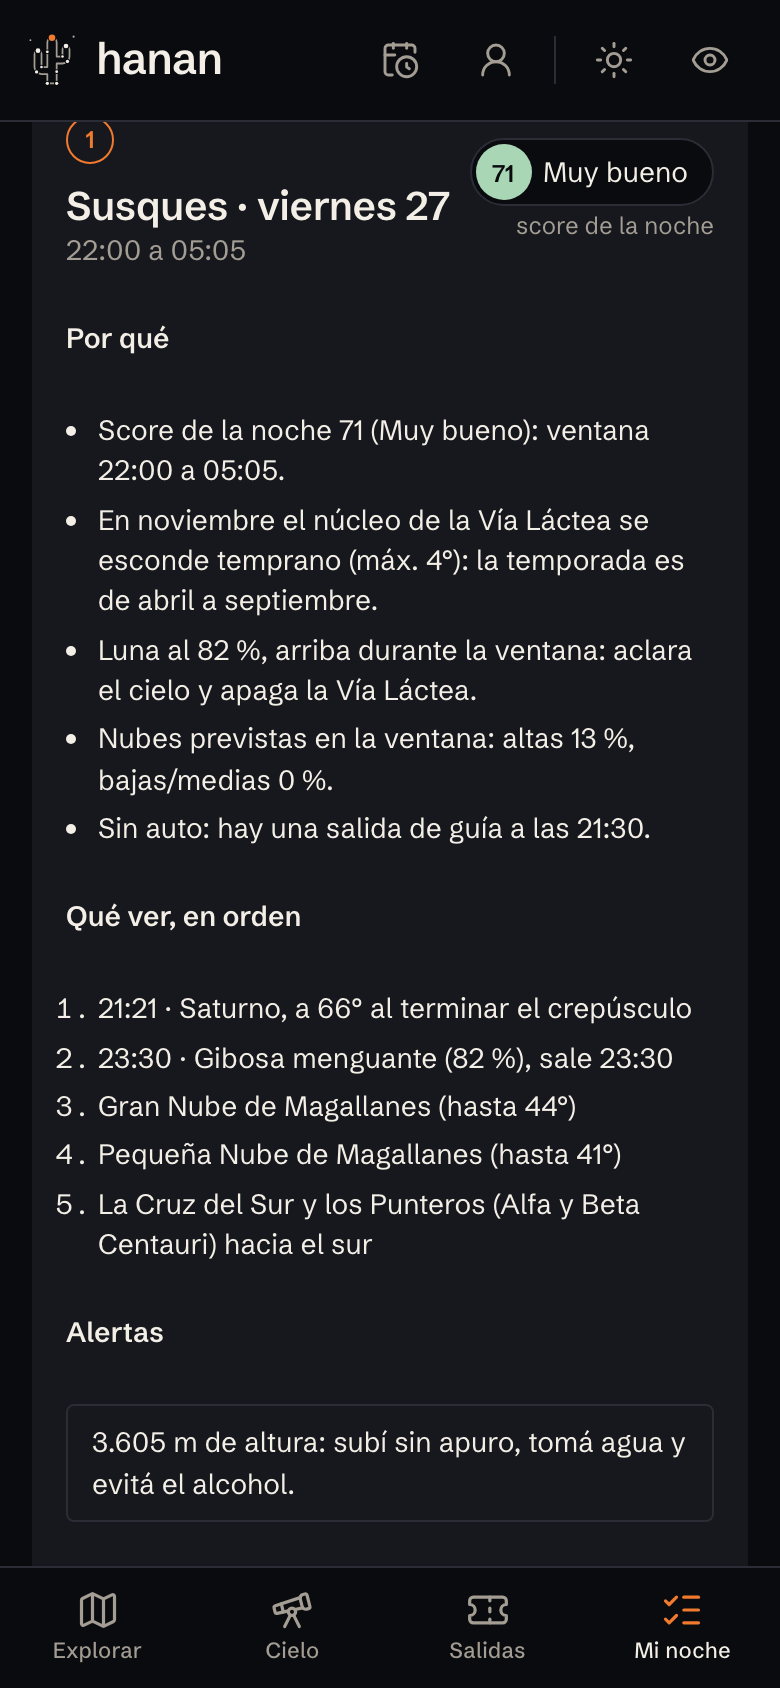 hanan
1
71 Muy bueno
Susques · viernes 27
score de la noche
22:00 a 05:05
Por qué
• Score de la noche 71 (Muy bueno): ventana
22:00 a 05:05.
• En noviembre el núcleo de la Vía Láctea se
esconde temprano (máx. 4°): la temporada es
de abril a septiembre.
• Luna al 82 %, arriba durante la ventana: aclara
el cielo y apaga la Vía Láctea.
• Nubes previstas en la ventana: altas 13 %,
bajas/medias 0 %.
• Sin auto: hay una salida de guía a las 21:30.
Qué ver, en orden
1. 21:21 · Saturno, a 66° al terminar el crepúsculo
2. 23:30 · Gibosa menguante (82 %), sale 23:30
3. Gran Nube de Magallanes (hasta 44°)
4. Pequeña Nube de Magallanes (hasta 41°)
5. La Cruz del Sur y los Punteros (Alfa y Beta
Centauri) hacia el sur
Alertas
3.605 m de altura: subí sin apuro, tomá agua y
evitá el alcohol.
Explorar
Cielo
Salidas
Mi noche